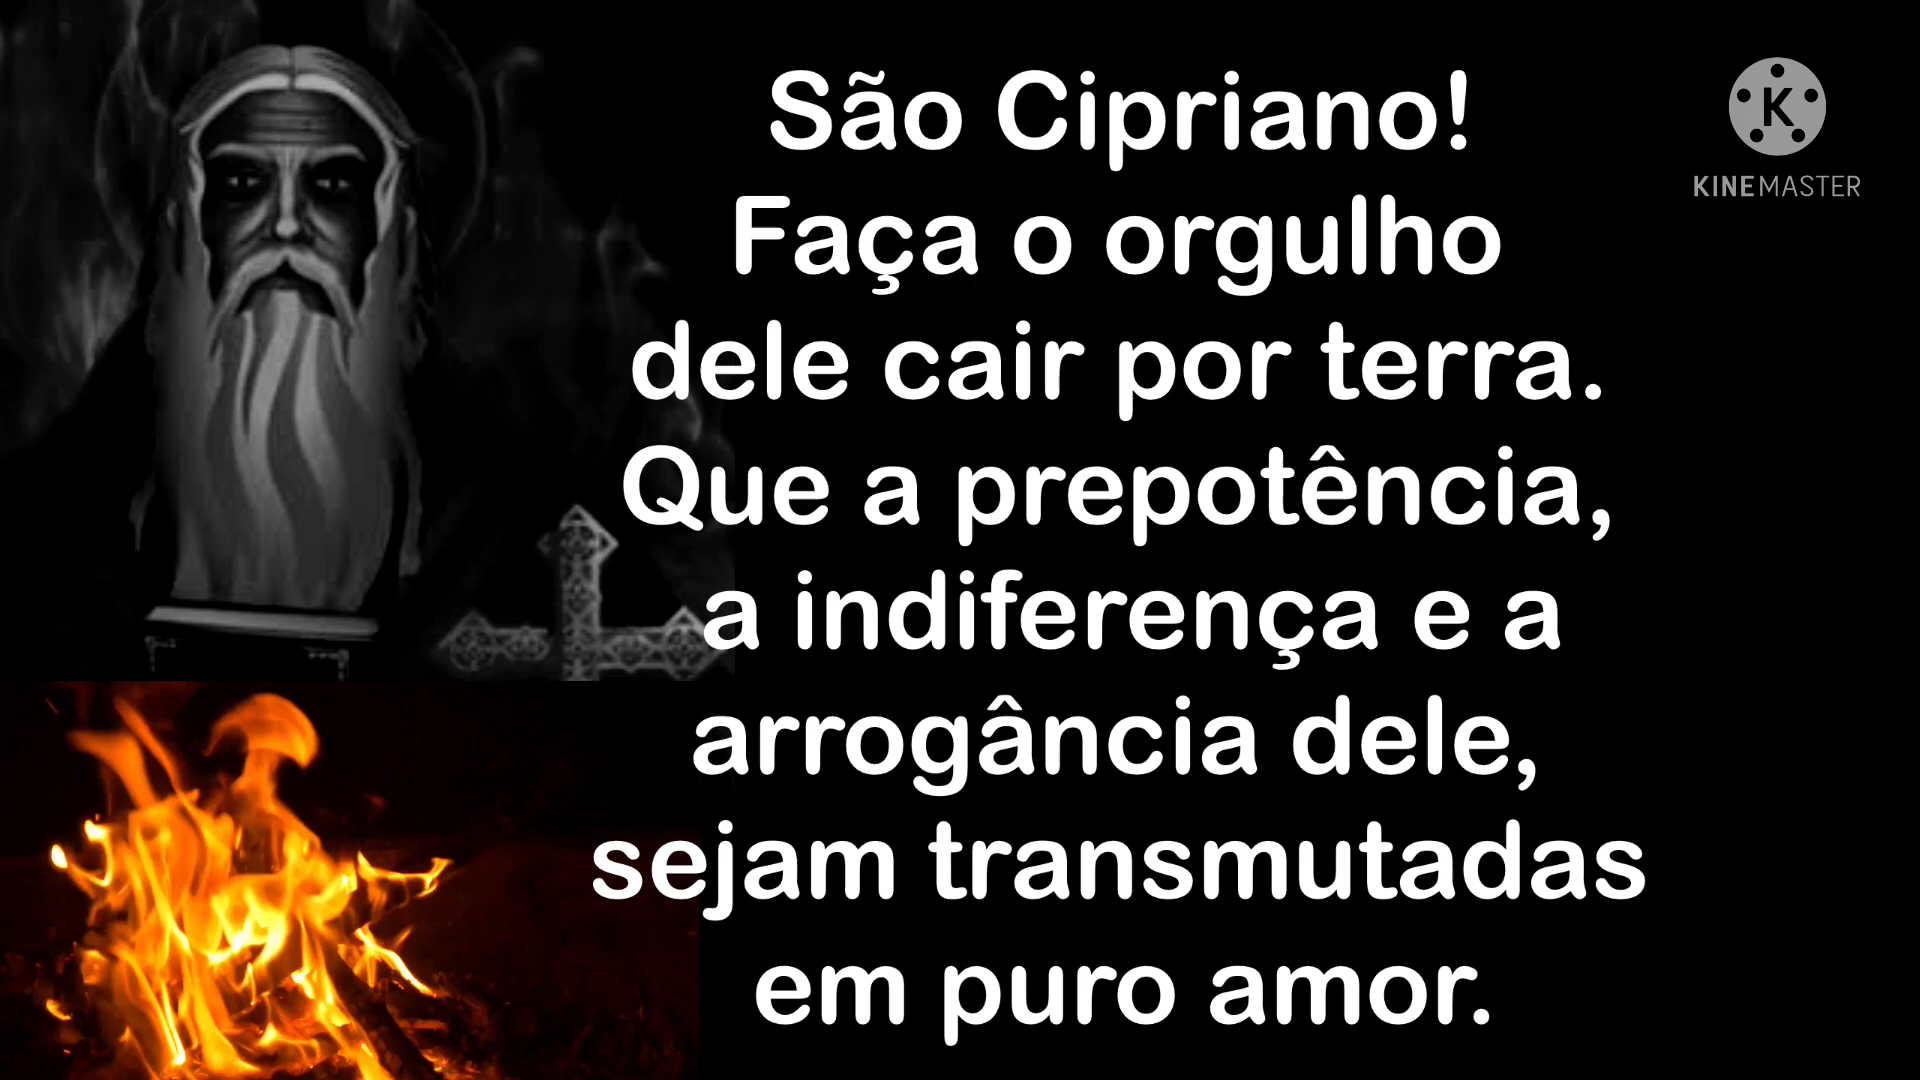 São Cipriano!
Faça o orgulho
dele cair por terra.
Que a prepotência,
a indiferença e a
arrogância dele,
sejam transmutadas
em puro amor.
K
KINEMASTER